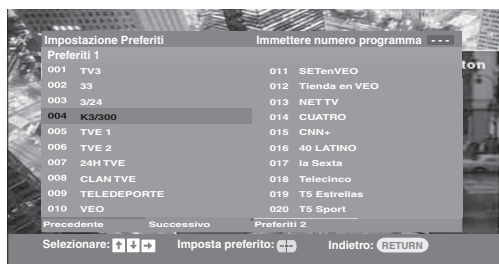 Impostazione Preferiti Immettere numero programma - - -
Preferiti 1
001 TV3
002 33
003 3/24
004 K3/300
005 TVE 1
006 TVE 2
007 24H TVE
008 CLAN TVE
009 TELEDEPORTE
010 VEO
011 SETenVEO
012 Tienda en VEO
013 NET TV
014 CUATRO
015 CNN+
016 40 LATINO
017 la Sexta
018 Telecinco
019 T5 Estrellas
020 T5 Sport
Precedente Successivo Preferiti 2
Selezionare: Imposta preferito: Indietro: RETURN
ton